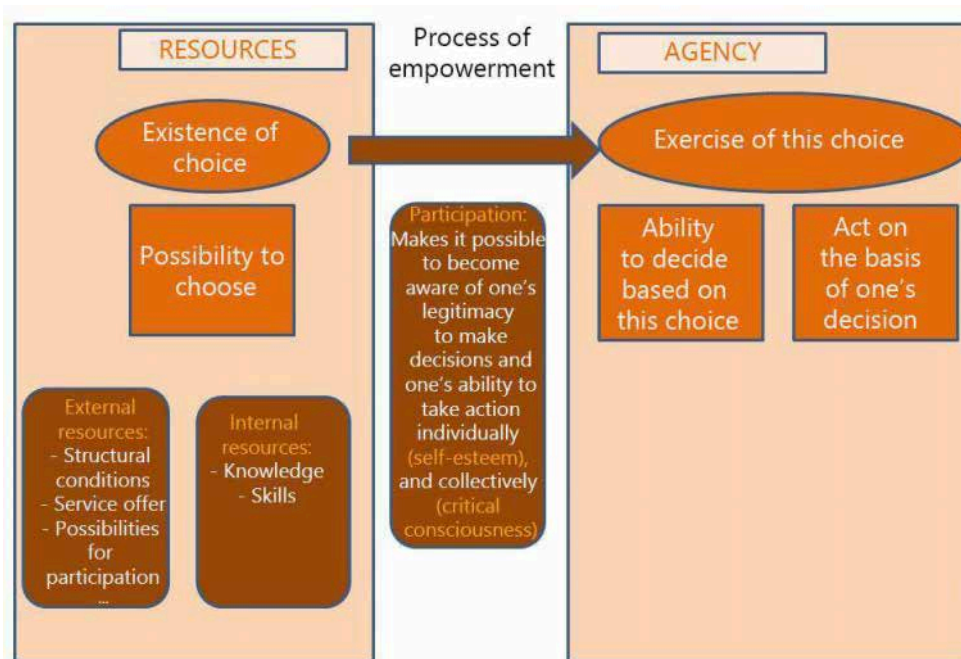 RESOURCES
Existence of
choice
Possibility to
choose
External
resources:
- Structural
conditions
- Service offer
- Possibilities
for
participation
...
Internal
resources:
- Knowledge
- Skills
Process of
empowerment
Participation:
Makes it possible
to become
aware of one's
legitimacy
to make
decisions and
one's ability to
take action
individually
(self-esteem),
and collectively
(critical
consciousness)
AGENCY
Exercise of this choice
Ability
to decide
based on
this choice
Act on
the basis
of one's
decision